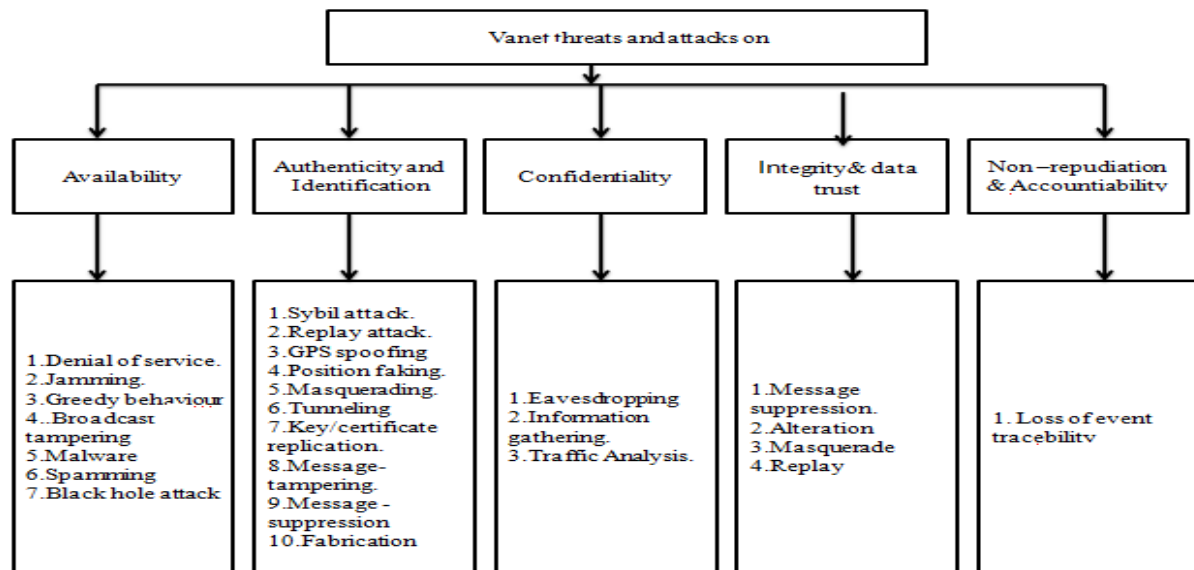 Vanet threats and attacks on
Availability
Authenticity and
Identification
Confidentiality
Integrity & data
trust
Non –repudiation
& Accountiability
1.Denial of service.
2.Jamming.
3.Greedy behaviour
4..Broadcast
tampering
5.Malware
6.Spamming
7.Black hole attack
1.Sybil attack.
2.Replay attack.
3.GPS spoofing
4.Position faking.
5.Masquerading.
6.Tunneling
7.Key/certificate
replication.
8.Message-
tampering.
9.Message -
suppression
10.Fabrication
1.Eavesdropping
2.Information
gathering.
3.Traffic Analysis.
1.Message
suppression.
2.Alteration
3.Masquerade
4.Replay
1. Loss of event
tracebility